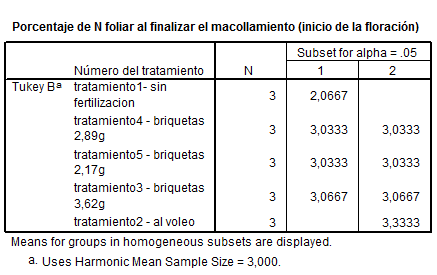 Porcentaje de N foliar al finalizar el macollamiento (inicio de la floración)
Subset for alpha = .05
Número del tratamiento N 1 2
Tukey Ba tratamiento1- sin fertilizacion 3 2,0667
tratamiento4 - briquetas 2,89g 3 3,0333 3,0333
tratamiento5 - briquetas 2,17g 3 3,0333 3,0333
tratamiento3 - briquetas 3,62g 3 3,0667 3,0667
tratamiento2 - al voleo 3 3,3333
Means for groups in homogeneous subsets are displayed.
a. Uses Harmonic Mean Sample Size = 3,000.